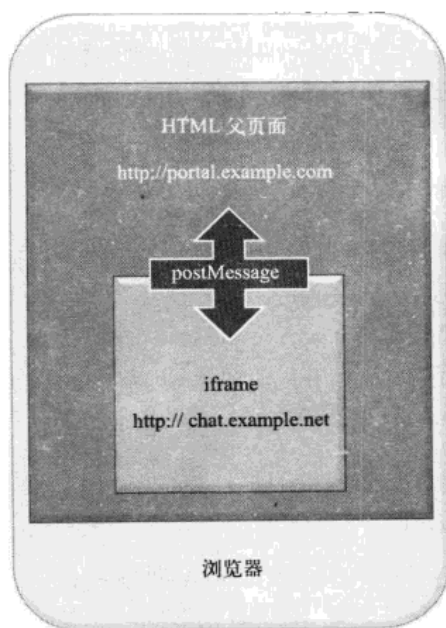 HTML 父页面
http://portal.example.com
postMessage
iframe
http:// chat.example.net
浏览器